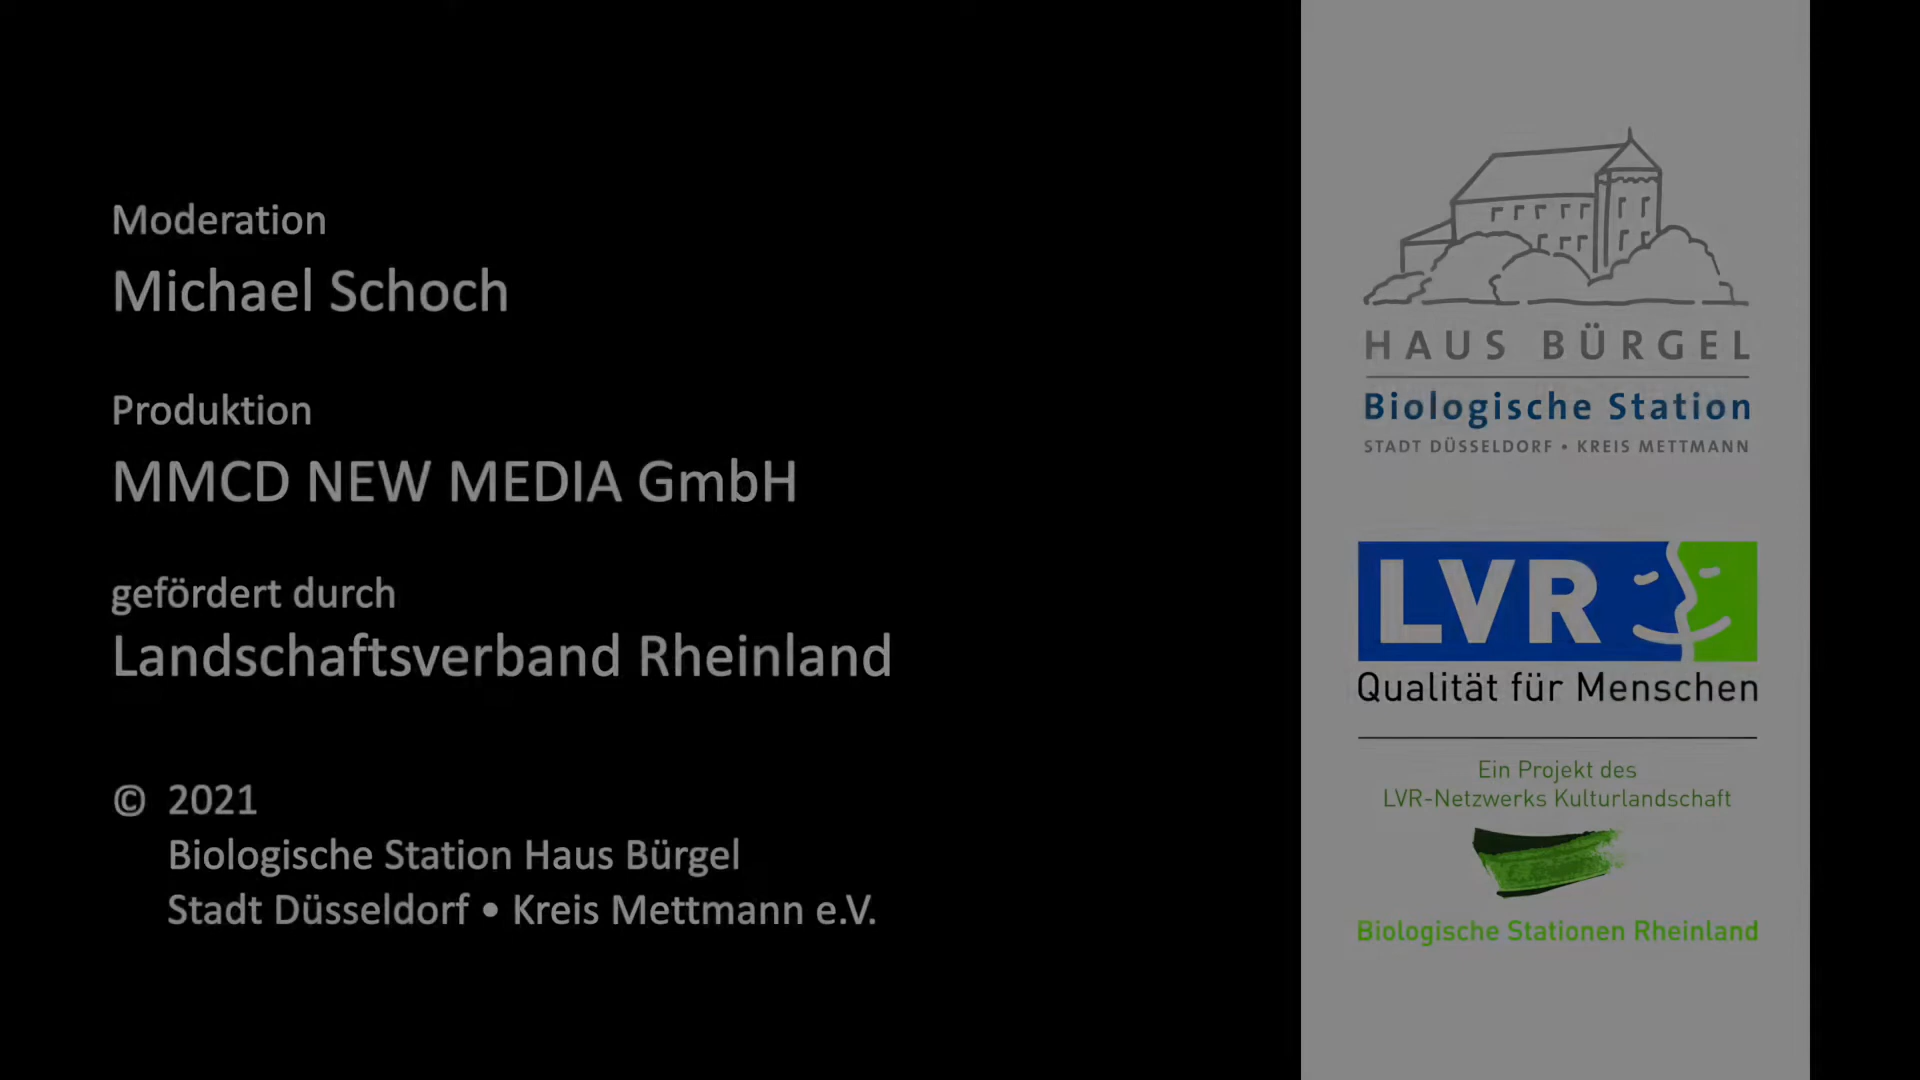 Moderation
Michael Schoch
Produktion
MMCD NEW MEDIA GmbH
gefördert durch
Landschaftsverband Rheinland
© 2021
Biologische Station Haus Bürgel
Stadt Düsseldorf • Kreis Mettmann e.V.
HAUS BÜRGEL
Biologische Station
STADT DÜSSELDORF • KREIS METTMANN
LVR
Qualität für Menschen
Ein Projekt des
LVR-Netzwerks Kulturlandschaft
Biologische Stationen Rheinland